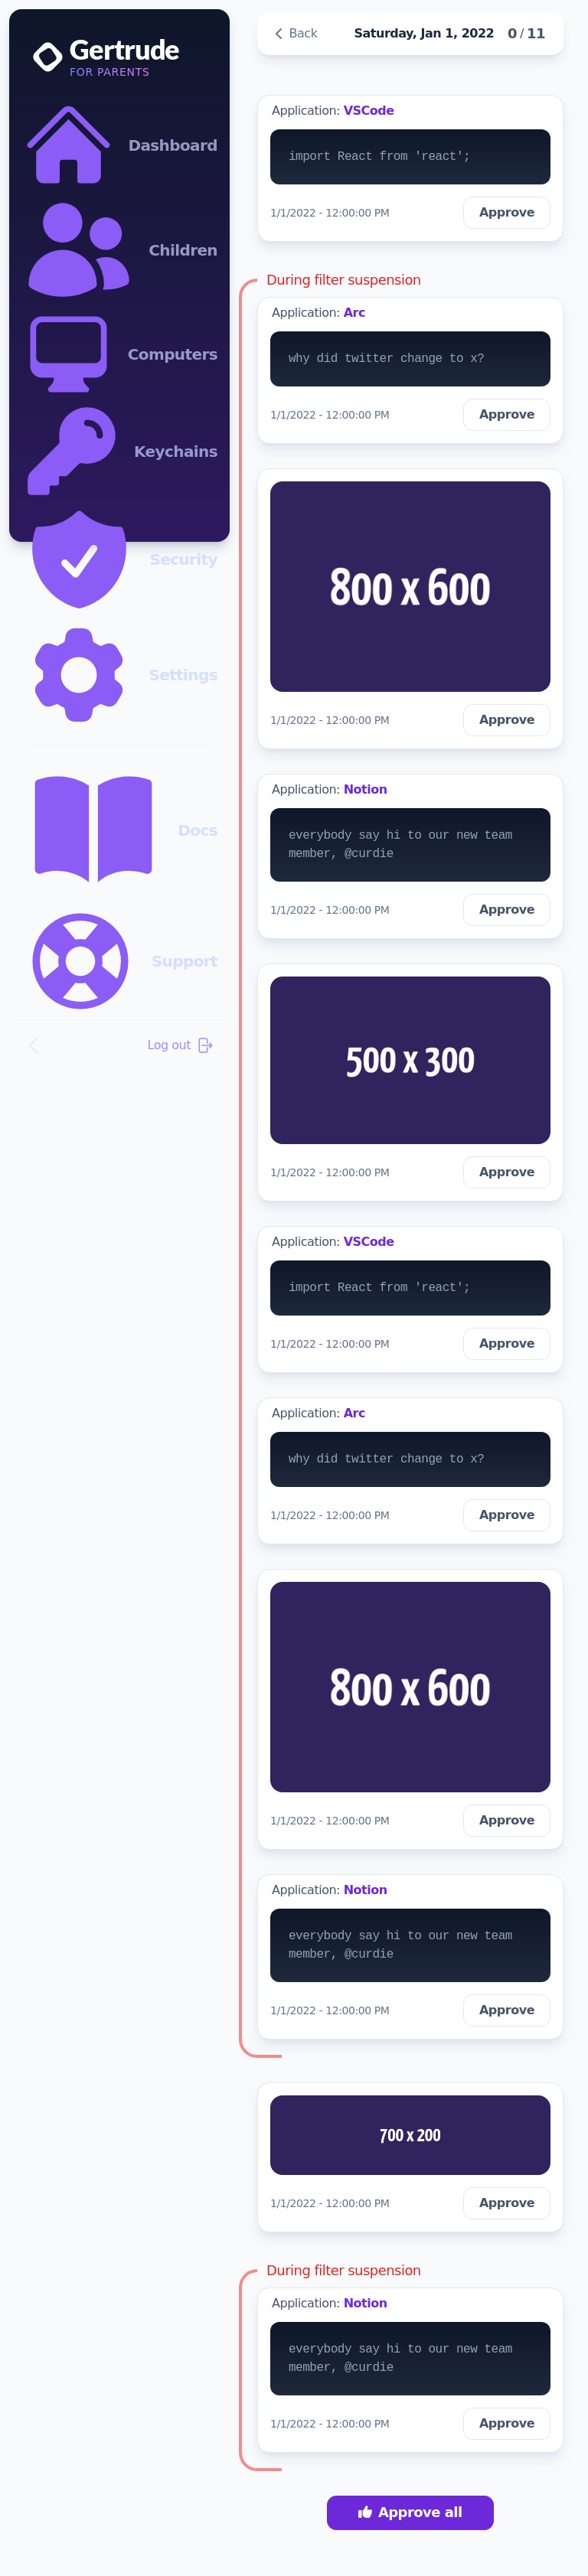 Gertrude
FOR PARENTS
Dashboard
Children
Computers
Keychains
Security
Settings
Docs
Support
Log out
Back
Saturday, Jan 1, 2022
0 / 11
Application: VSCode
import React from 'react';
1/1/2022 - 12:00:00 PM
Approve
During filter suspension
Application: Arc
why did twitter change to x?
1/1/2022 - 12:00:00 PM
Approve
800 x 600
1/1/2022 - 12:00:00 PM
Approve
Application: Notion
everybody say hi to our new team
member, @curdie
1/1/2022 - 12:00:00 PM
Approve
500 x 300
1/1/2022 - 12:00:00 PM
Approve
Application: VSCode
import React from 'react';
1/1/2022 - 12:00:00 PM
Approve
Application: Arc
why did twitter change to x?
1/1/2022 - 12:00:00 PM
Approve
800 x 600
1/1/2022 - 12:00:00 PM
Approve
Application: Notion
everybody say hi to our new team
member, @curdie
1/1/2022 - 12:00:00 PM
Approve
700 x 200
1/1/2022 - 12:00:00 PM
Approve
During filter suspension
Application: Notion
everybody say hi to our new team
member, @curdie
1/1/2022 - 12:00:00 PM
Approve
Approve all